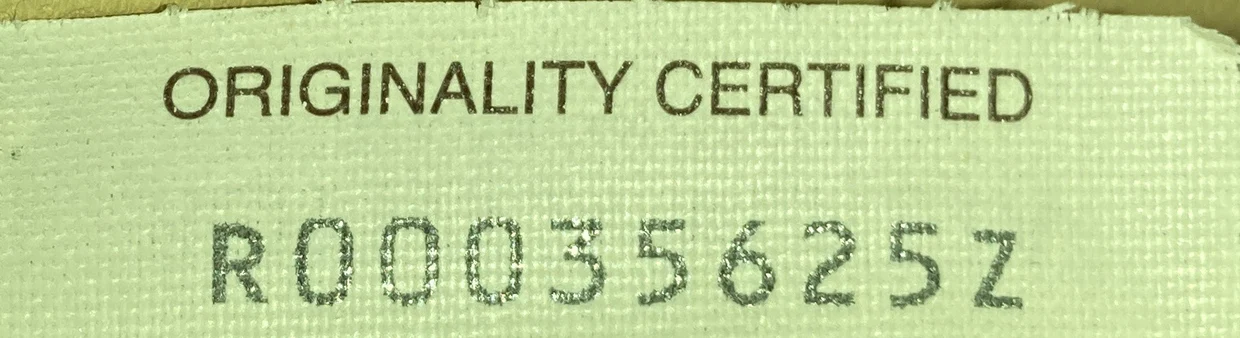 ORIGINALITY CERTIFIED
R00035625Z